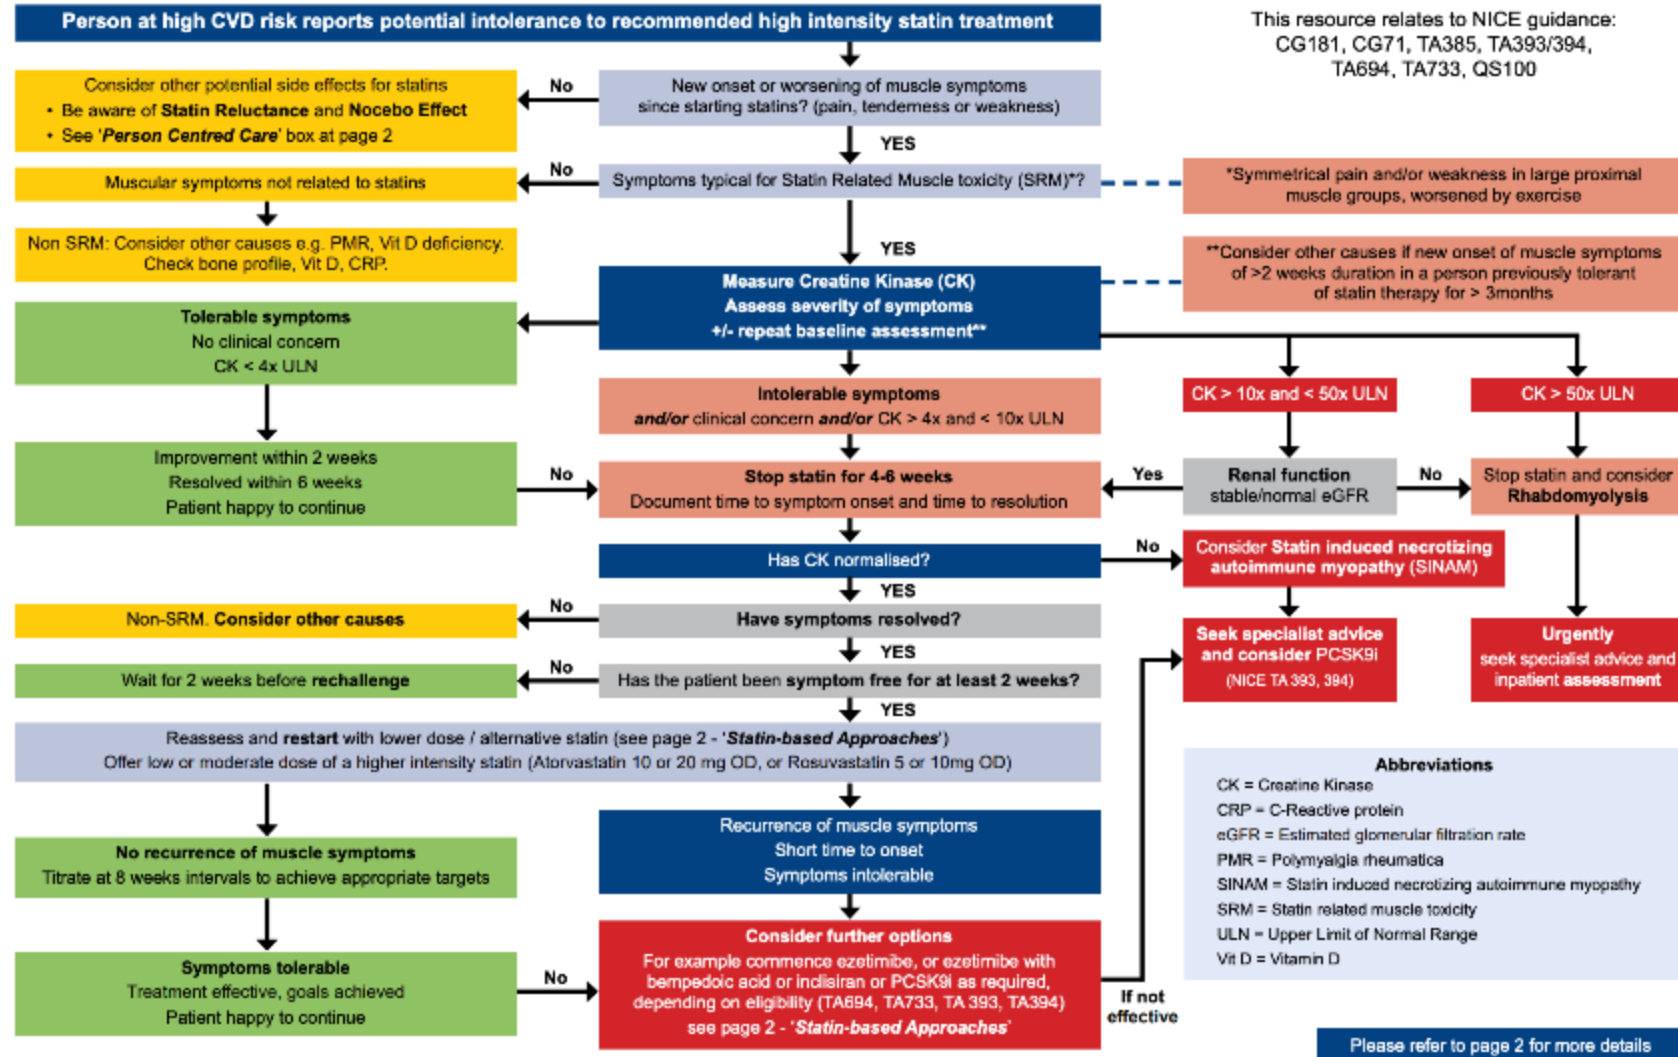 Person at high CVD risk reports potential intolerance to recommended high intensity statin treatment
This resource relates to NICE guidance:
CG181, CG71, TA385, TA393/394,
TA694, TA733, QS100
Consider other potential side effects for statins
• Be aware of Statin Reluctance and Nocebo Effect
• See 'Person Centred Care' box at page 2
No
New onset or worsening of muscle symptoms
since starting statins? (pain, tenderness or weakness)
YES
Muscular symptoms not related to statins
No
Symptoms typical for Statin Related Muscle toxicity (SRM)*?
*Symmetrical pain and/or weakness in large proximal
muscle groups, worsened by exercise
Non SRM: Consider other causes e.g. PMR, Vit D deficiency.
Check bone profile, Vit D, CRP.
YES
Measure Creatine Kinase (CK)
Assess severity of symptoms
+/- repeat baseline assessment**
**Consider other causes if new onset of muscle symptoms
of >2 weeks duration in a person previously tolerant
of statin therapy for > 3months
Tolerable symptoms
No clinical concern
CK < 4x ULN
Intolerable symptoms
and/or clinical concern and/or CK > 4x and < 10x ULN
CK > 10x and < 50x ULN
CK > 50x ULN
Improvement within 2 weeks
Resolved within 6 weeks
Patient happy to continue
No
Stop statin for 4-6 weeks
Document time to symptom onset and time to resolution
Yes
Renal function
stable/normal eGFR
No
Stop statin and consider
Rhabdomyolysis
Has CK normalised?
No
Consider Statin induced necrotizing
autoimmune myopathy (SINAM)
YES
Non-SRM. Consider other causes
No
Have symptoms resolved?
Seek specialist advice
and consider PCSK9i
(NICE TA 393, 394)
Urgently
seek specialist advice and
inpatient assessment
YES
Wait for 2 weeks before rechallenge
No
Has the patient been symptom free for at least 2 weeks?
YES
Reassess and restart with lower dose / alternative statin (see page 2 - 'Statin-based Approaches')
Offer low or moderate dose of a higher intensity statin (Atorvastatin 10 or 20 mg OD, or Rosuvastatin 5 or 10mg OD)
No recurrence of muscle symptoms
Titrate at 8 weeks intervals to achieve appropriate targets
Recurrence of muscle symptoms
Short time to onset
Symptoms intolerable
Symptoms tolerable
Treatment effective, goals achieved
Patient happy to continue
No
Consider further options
For example commence ezetimibe, or ezetimibe with
bempedoic acid or inclisiran or PCSK9i as required,
depending on eligibility (TA694, TA733, TA 393, TA394)
see page 2 - 'Statin-based Approaches'
If not
effective
Abbreviations
CK = Creatine Kinase
CRP = C-Reactive protein
eGFR = Estimated glomerular filtration rate
PMR = Polymyalgia rheumatica
SINAM = Statin induced necrotizing autoimmune myopathy
SRM = Statin related muscle toxicity
ULN = Upper Limit of Normal Range
Vit D = Vitamin D
Please refer to page 2 for more details